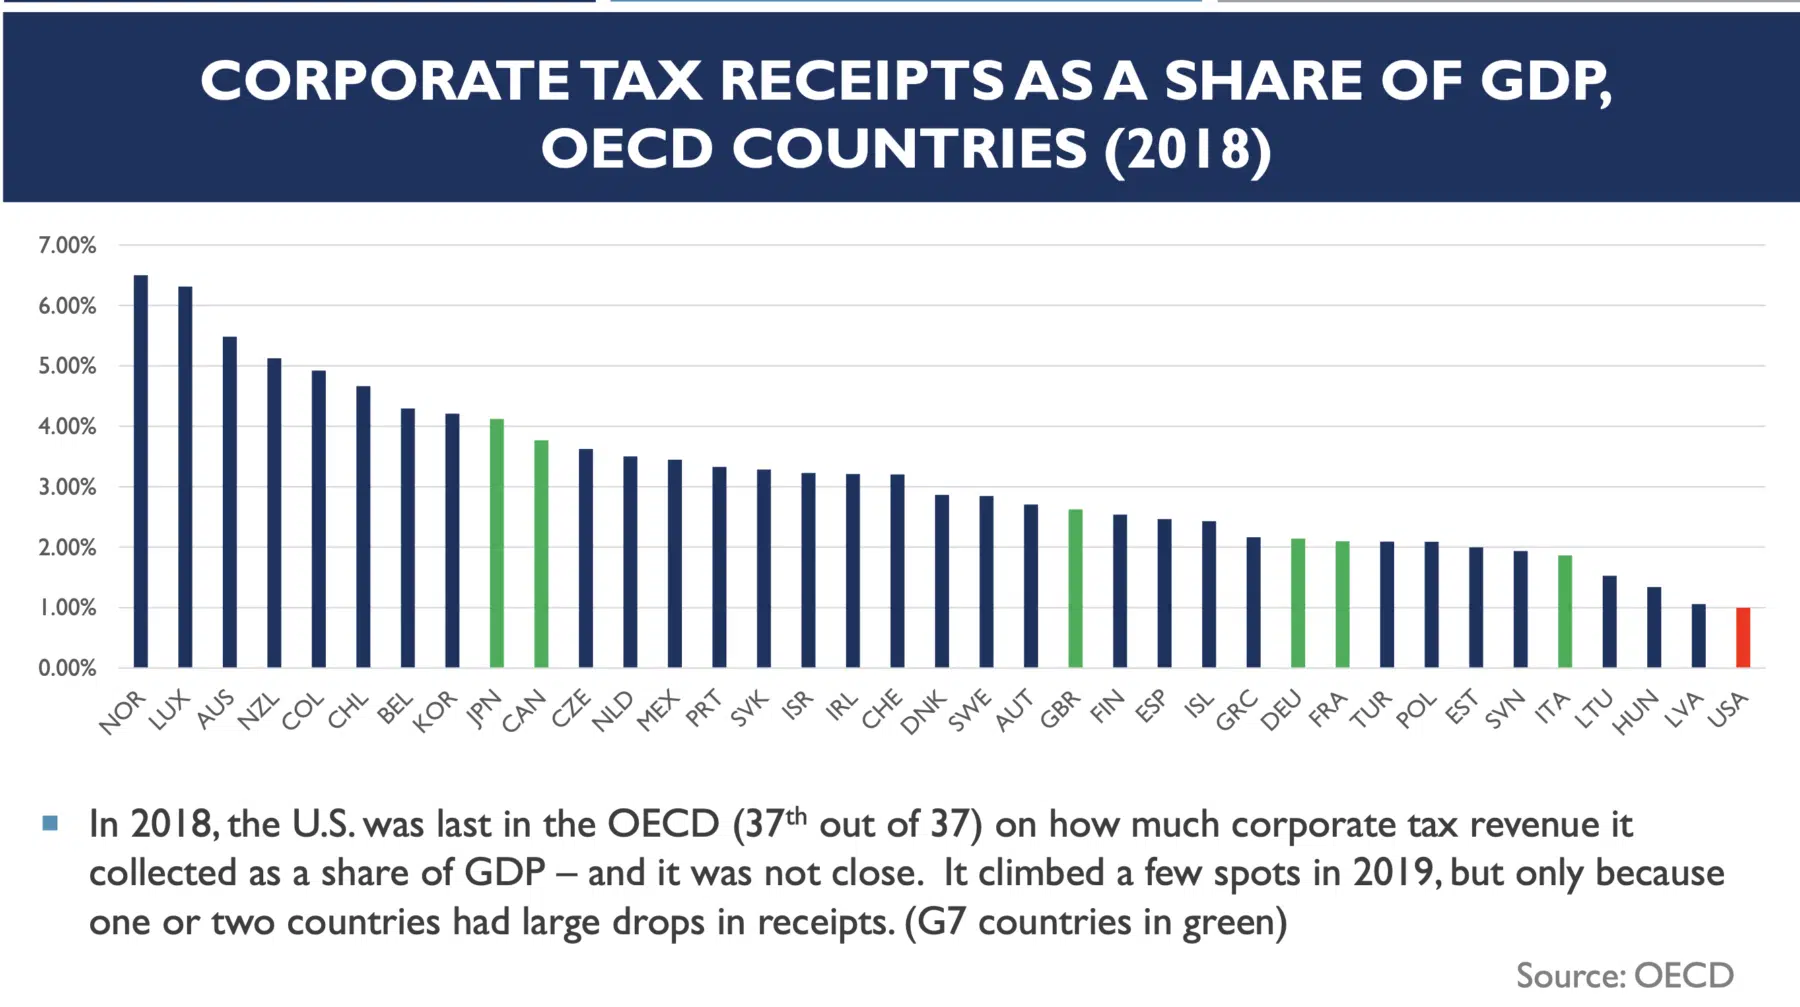 CORPORATE TAX RECEIPTS AS A SHARE OF GDP,
OECD COUNTRIES (2018)
7.00%
6.00%
5.00%
4.00%
3.00%
2.00%
1.00%
0.00%
NOR LUX AUS NZL COL CHL BEL KOR JPN CAN CZE NLD MEX PRT SVK ISR IRL CHE DNK SWE AUT GBR FIN ESP ISL GRC DEU FRA TUR POL EST SVN ITA LTU HUN LVA USA
In 2018, the U.S. was last in the OECD (37th out of 37) on how much corporate tax revenue it
collected as a share of GDP – and it was not close. It climbed a few spots in 2019, but only because
one or two countries had large drops in receipts. (G7 countries in green)
Source: OECD